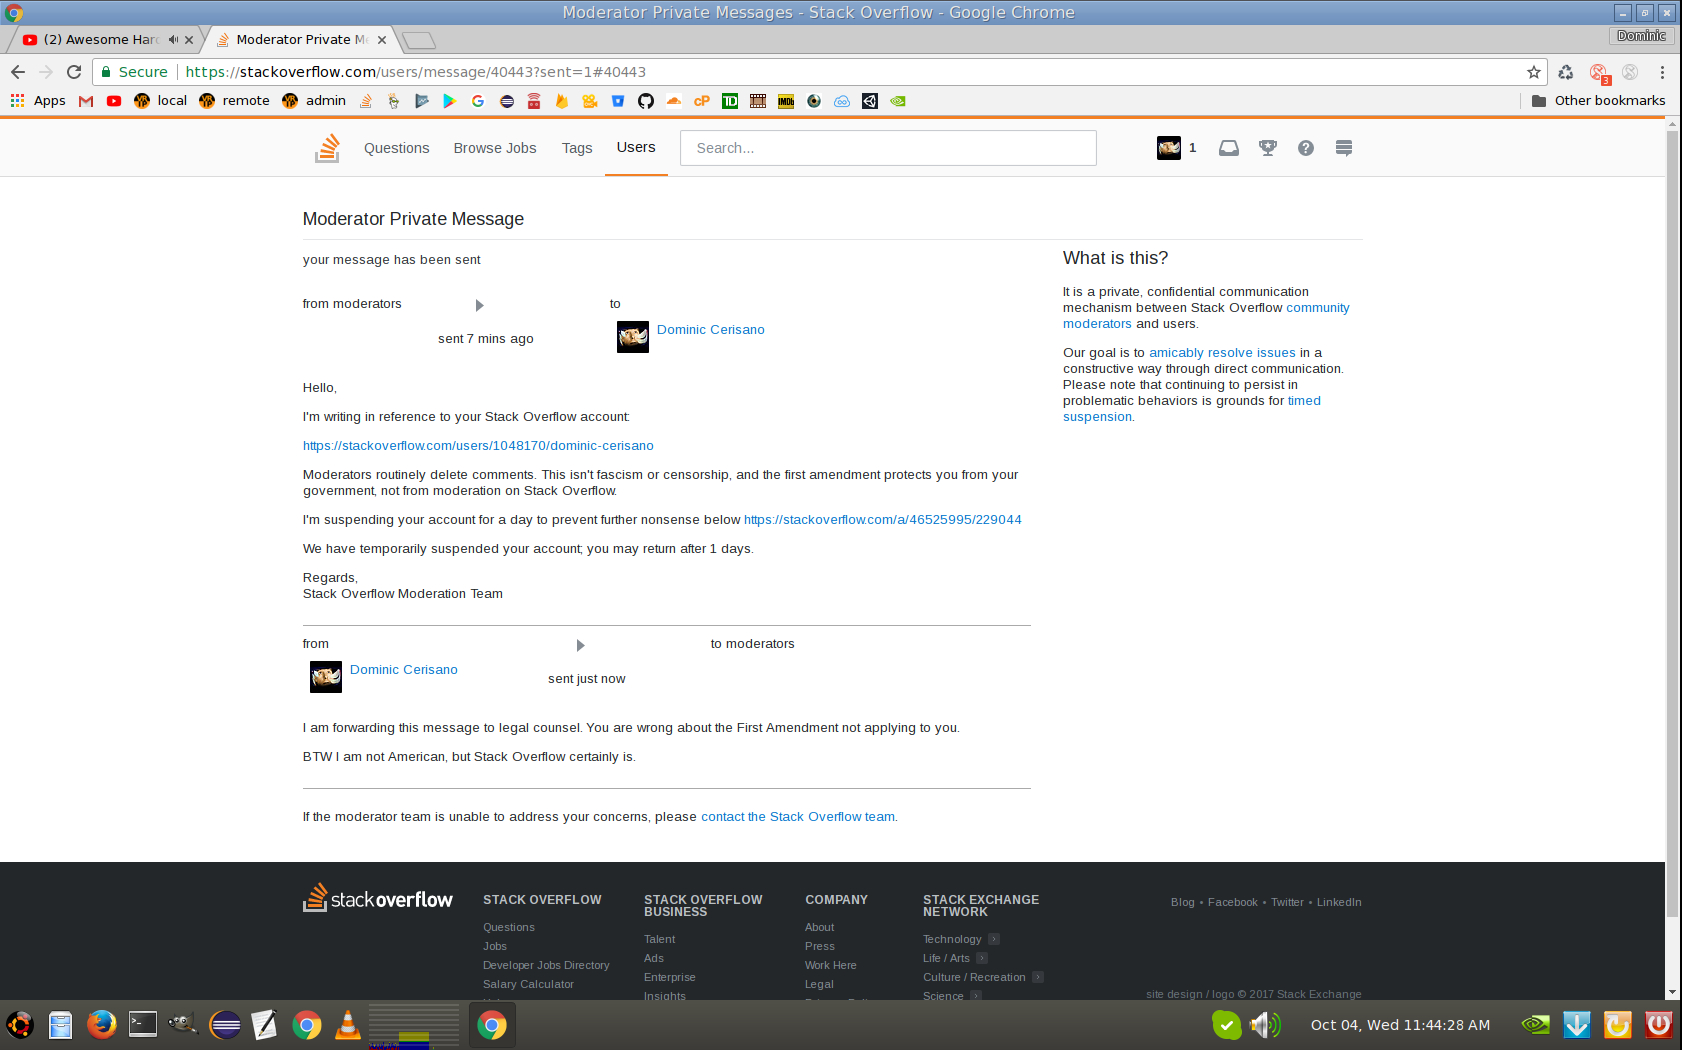 Moderator Private Messages - Stack Overflow - Google Chrome
(2) Awesome Har
Moderator Private M
Dominic
Secure
https://stackoverflow.com/users/message/40443?sent=1#40443
3
Apps
local
remote
admin
cP
TD
IMDb
Other bookmarks
Questions
Browse Jobs
Tags
Users
Search...
1
Moderator Private Message
your message has been sent
from moderators
to
sent 7 mins ago
Dominic Cerisano
Hello,
I'm writing in reference to your Stack Overflow account:
https://stackoverflow.com/users/1048170/dominic-cerisano
Moderators routinely delete comments. This isn't fascism or censorship, and the first amendment protects you from your
government, not from moderation on Stack Overflow.
I'm suspending your account for a day to prevent further nonsense below https://stackoverflow.com/a/46525995/229044
We have temporarily suspended your account; you may return after 1 days.
Regards,
Stack Overflow Moderation Team
from
to moderators
Dominic Cerisano
sent just now
I am forwarding this message to legal counsel. You are wrong about the First Amendment not applying to you.
BTW I am not American, but Stack Overflow certainly is.
If the moderator team is unable to address your concerns, please contact the Stack Overflow team.
What is this?
It is a private, confidential communication
mechanism between Stack Overflow community
moderators and users.
Our goal is to amicably resolve issues in a
constructive way through direct communication.
Please note that continuing to persist in
problematic behaviors is grounds for timed
suspension.
stackoverflow
STACK OVERFLOW
Questions
Jobs
Developer Jobs Directory
Salary Calculator
STACK OVERFLOW
BUSINESS
Talent
Ads
Enterprise
Insights
COMPANY
About
Press
Work Here
Legal
STACK EXCHANGE
NETWORK
Technology
Life / Arts
Culture / Recreation
Science
Blog • Facebook • Twitter • LinkedIn
site design / logo © 2017 Stack Exchange
Oct 04, Wed 11:44:28 AM